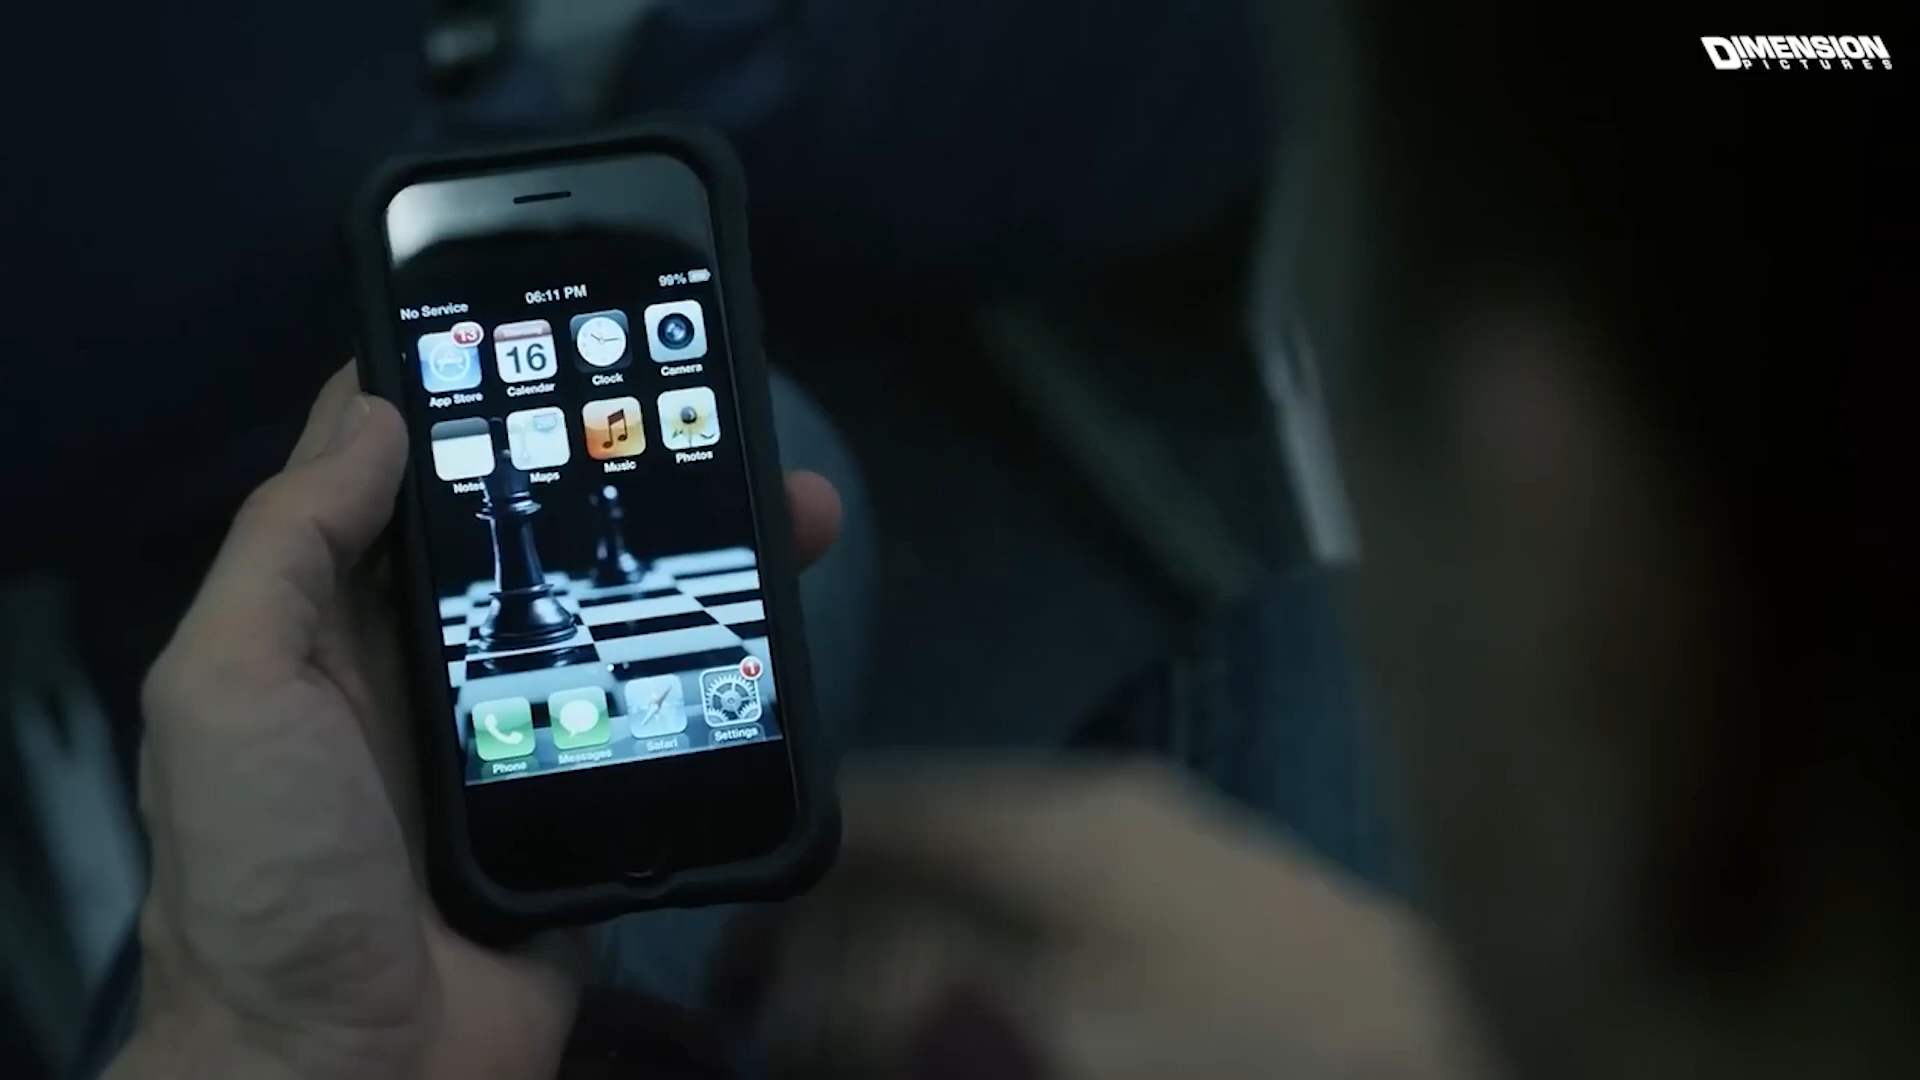 DIMENSION
PICTURES
No Service 06:11 PM 99%
13
16
App Store Calendar Clock Camera
Notes Maps Music Photos
1
Phone Messages Safari Settings